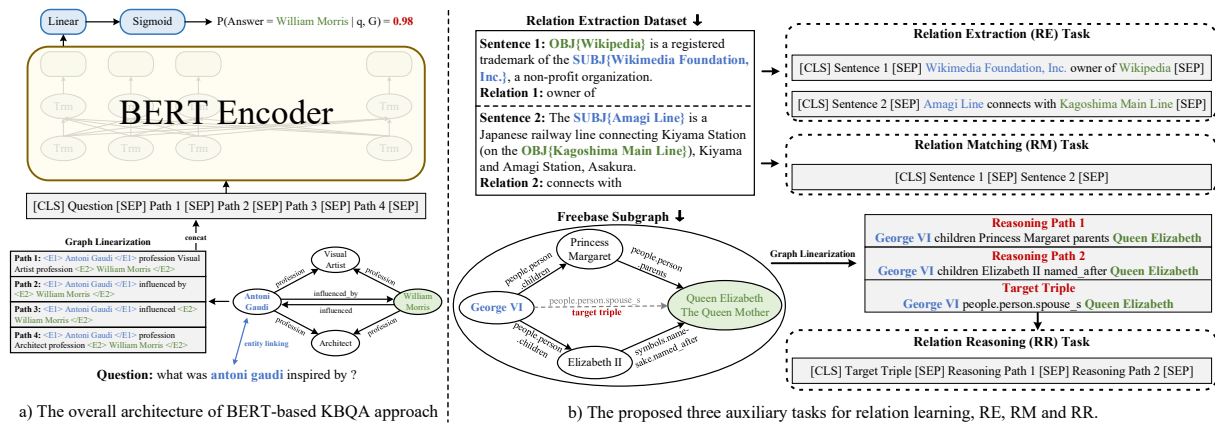 Linear
Sigmoid
P(Answer = William Morris | q, G) = 0.98
Trm Trm Trm Trm
BERT Encoder
Trm Trm Trm Trm
[CLS] Question [SEP] Path 1 [SEP] Path 2 [SEP] Path 3 [SEP] Path 4 [SEP]
Graph Linearization
concat
Path 1: <E1> Antoni Gaudi </E1> profession Visual
Artist profession <E2> William Morris </E2>
Path 2: <E1> Antoni Gaudi </E1> influenced by
<E2> William Morris </E2>
Path 3: <E1> Antoni Gaudi </E1> influenced <E2>
William Morris </E2>
Path 4: <E1> Antoni Gaudi </E1> profession
Architect profession <E2> William Morris </E2>
Visual
Artist
profession
profession
Antoni
Gaudi
influenced_by
influenced
William
Morris
profession
profession
Architect
entity linking
Question: what was antoni gaudi inspired by ?
a) The overall architecture of BERT-based KBQA approach
Relation Extraction Dataset
Sentence 1: OBJ{Wikipedia} is a registered
trademark of the SUBJ{Wikimedia Foundation,
Inc.}, a non-profit organization.
Relation 1: owner of
Sentence 2: The SUBJ{Amagi Line} is a
Japanese railway line connecting Kiyama Station
(on the OBJ{Kagoshima Main Line}), Kiyama
and Amagi Station, Asakura.
Relation 2: connects with
Relation Extraction (RE) Task
[CLS] Sentence 1 [SEP] Wikimedia Foundation, Inc. owner of Wikipedia [SEP]
[CLS] Sentence 2 [SEP] Amagi Line connects with Kagoshima Main Line [SEP]
Relation Matching (RM) Task
[CLS] Sentence 1 [SEP] Sentence 2 [SEP]
Freebase Subgraph
Princess
Margaret
people.person
.children
people.person
.parents
George VI
people.person.spouse_s
target triple
Queen Elizabeth
The Queen Mother
people.person
.children
symbols.name-
sake.named_after
Elizabeth II
Graph Linearization
Reasoning Path 1
George VI children Princess Margaret parents Queen Elizabeth
Reasoning Path 2
George VI children Elizabeth II named_after Queen Elizabeth
Target Triple
George VI people.person.spouse_s Queen Elizabeth
Relation Reasoning (RR) Task
[CLS] Target Triple [SEP] Reasoning Path 1 [SEP] Reasoning Path 2 [SEP]
b) The proposed three auxiliary tasks for relation learning, RE, RM and RR.